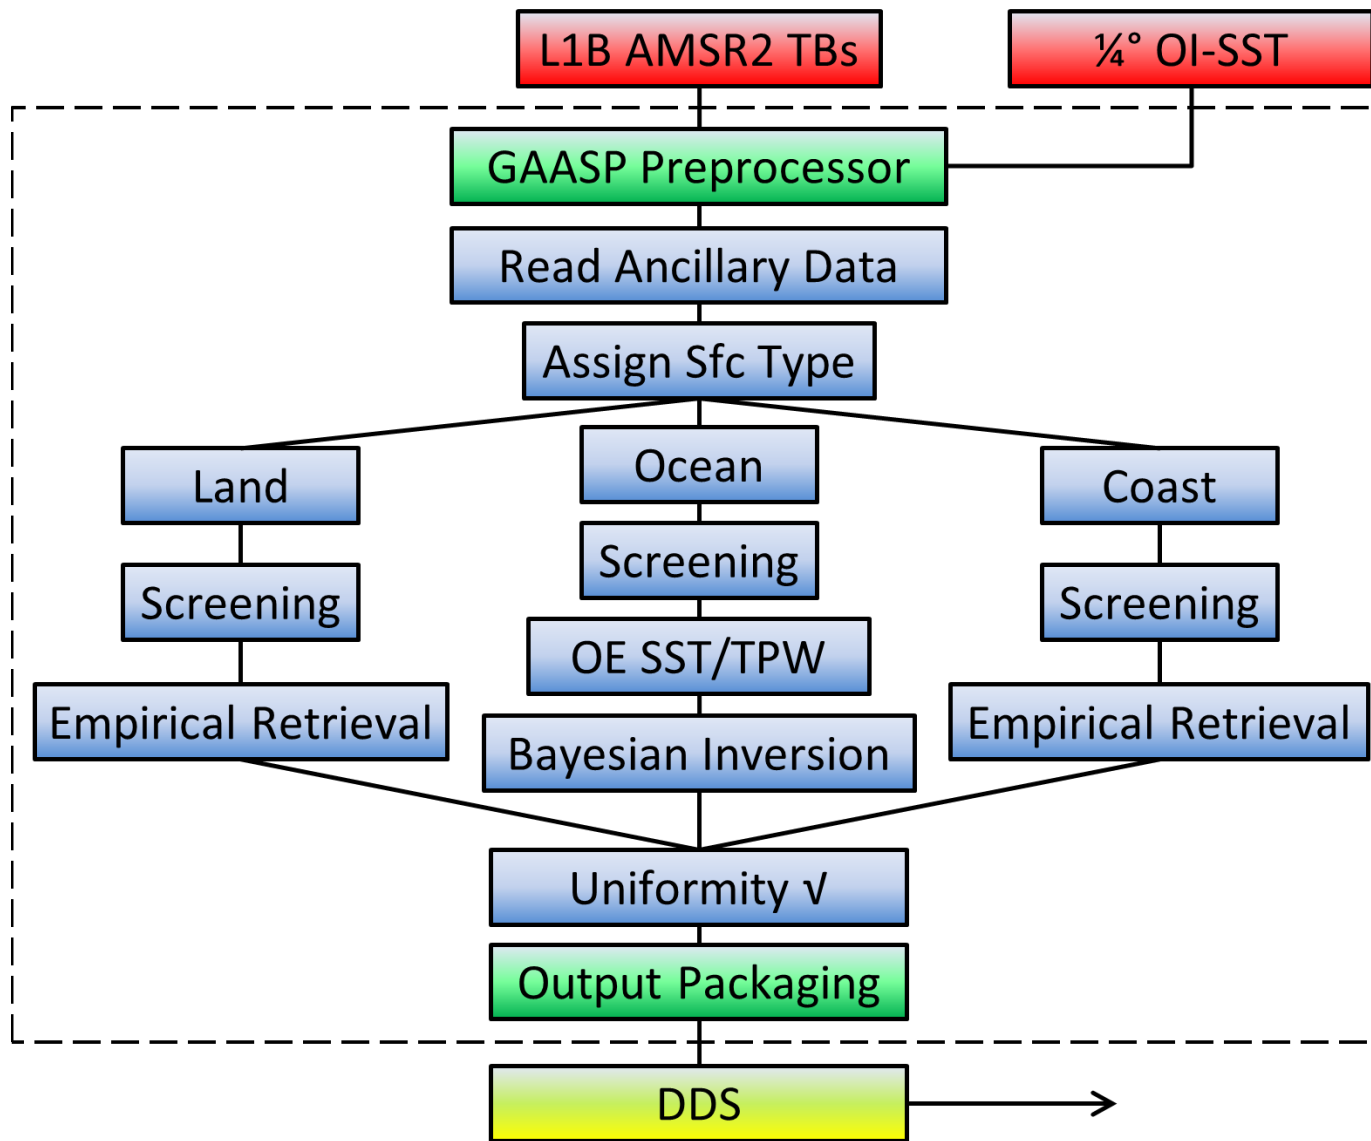 L1B AMSR2 TBs
¼° OI-SST
GAASP Preprocessor
Read Ancillary Data
Assign Sfc Type
Land
Ocean
Coast
Screening
Screening
Screening
OE SST/TPW
Empirical Retrieval
Bayesian Inversion
Empirical Retrieval
Uniformity √
Output Packaging
DDS